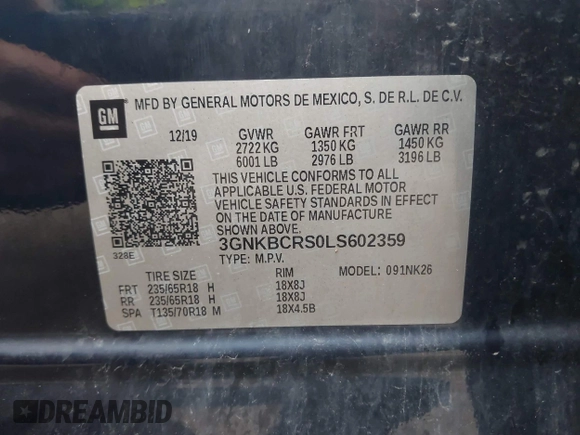 GM
MFD BY GENERAL MOTORS DE MEXICO, S. DE R.L. DE C.V.
12/19 GVWR GAWR FRT GAWR RR
2722 KG 1350 KG 1450 KG
6001 LB 2976 LB 3196 LB
THIS VEHICLE CONFORMS TO ALL
APPLICABLE U.S. FEDERAL MOTOR
VEHICLE SAFETY STANDARDS IN EFFECT
ON THE DATE OF MANUFACTURE
SHOWN ABOVE.
3GNKBCRS0LS602359
328E
TYPE: M.P.V.
TIRE SIZE RIM MODEL: 091NK26
FRT 235/65R18 H 18X8J
RR 235/65R18 H 18X8J
SPA T135/70R18 M 18X4.5B
DREAMBID